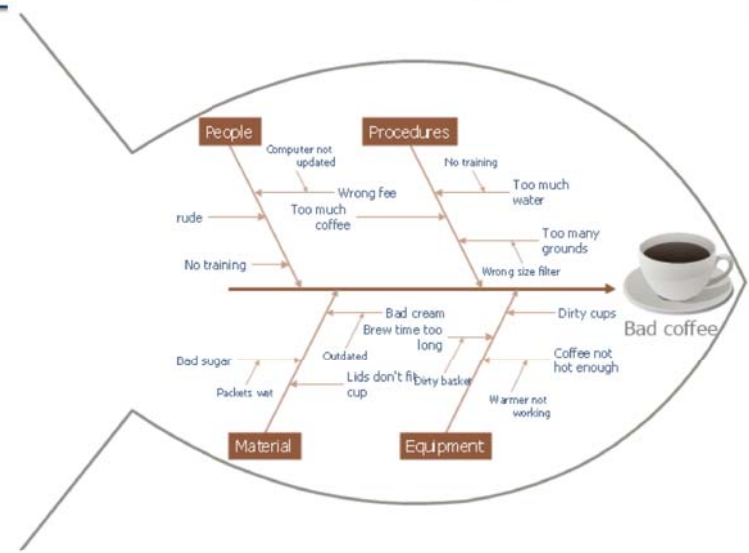 People
Procedures
Computer not
updated
No training
Wrong fee
Too much
water
rude
Too much
coffee
Too many
grounds
No training
Wrong size filter
Bad coffee
Bad cream
Dirty cups
Brew time too
long
Outdated
Bad sugar
Coffee not
hot enough
Packets wet
Lids don't fit
cup
Dirty basket
Warmer not
working
Material
Equipment